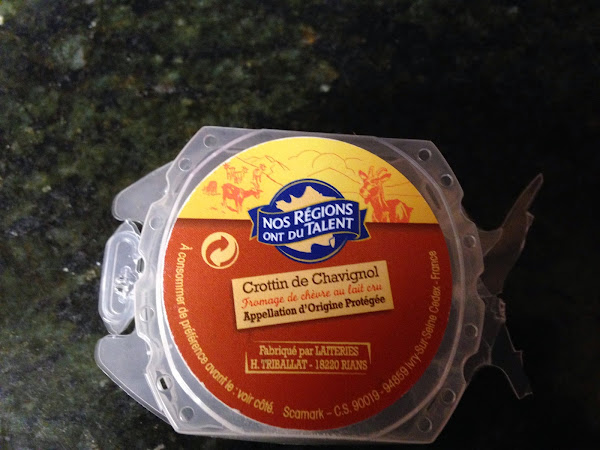 NOS RÉGIONS
ONT DU TALENT
Crottin de Chavignol
Fromage de chèvre au lait cru
Appellation d'Origine Protégée
Fabriqué par LAITERIES
H. TRIBALLAT - 18220 RIANS
À consommer de préférence avant le : voir côté. Scamark – C.S. 90019 - 94859 Ivry-Sur Seine Cedex - France